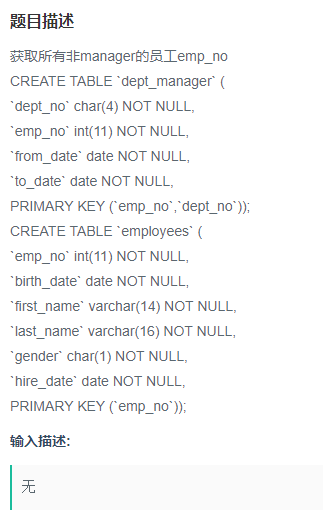 题目描述
获取所有非manager的员工emp_no
CREATE TABLE `dept_manager` (
`dept_no` char(4) NOT NULL,
`emp_no` int(11) NOT NULL,
`from_date` date NOT NULL,
`to_date` date NOT NULL,
PRIMARY KEY (`emp_no`,`dept_no`));
CREATE TABLE `employees` (
`emp_no` int(11) NOT NULL,
`birth_date` date NOT NULL,
`first_name` varchar(14) NOT NULL,
`last_name` varchar(16) NOT NULL,
`gender` char(1) NOT NULL,
`hire_date` date NOT NULL,
PRIMARY KEY (`emp_no`));
输入描述:
无